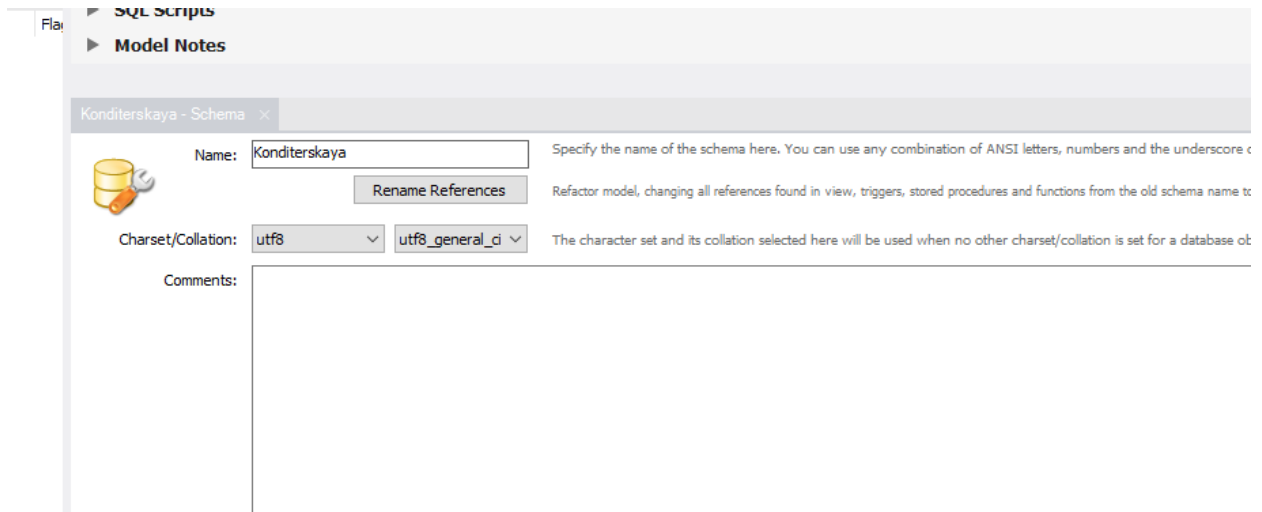 SQL Scripts
Flag
Model Notes
Konditerskaya - Schema ×
Name: Konditerskaya Specify the name of the schema here. You can use any combination of ANSI letters, numbers and the underscore
Rename References Refactor model, changing all references found in view, triggers, stored procedures and functions from the old schema name to
Charset/Collation: utf8 utf8_general_ci The character set and its collation selected here will be used when no other charset/collation is set for a database
Comments: